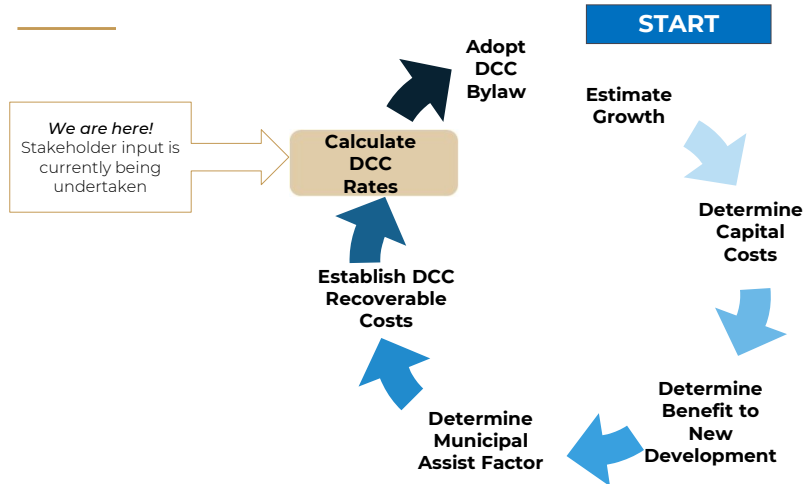 START
Estimate
Growth
Determine
Capital
Costs
Determine
Benefit to
New
Development
Determine
Municipal
Assist Factor
Establish DCC
Recoverable
Costs
Calculate
DCC
Rates
We are here!
Stakeholder input is
currently being
undertaken
Adopt
DCC
Bylaw